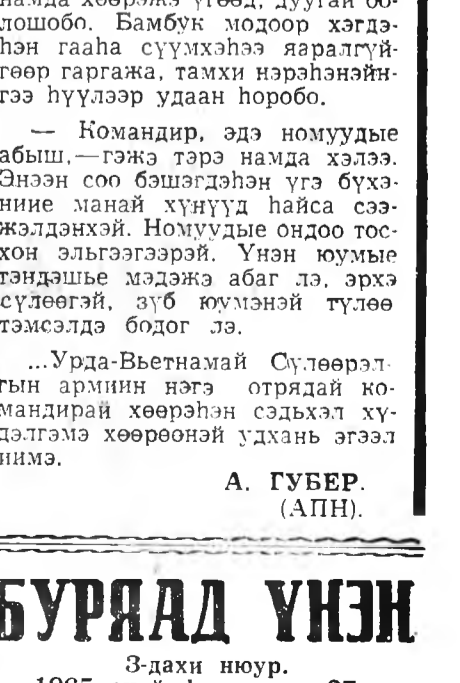 намда хөөрэжэ үгөөд, дуугай бо-
лошобо. Бамбук модоор хэгдэ-
һэн гааһа сүүмхэһээ яаралгүй-
гөөр гаргажа, тамхи нэрэһэнэйн-
гээ һүүлээр удаан һоробо.
— Командир, эдэ номуудые
абыш,—гэжэ тэрэ намда хэлээ.
Энээн соо бэшэгдэһэн үгэ бүхэ-
ниие манай хүнүүд һайса сээ-
жэлдэнхэй. Номуудые ондоо тос-
хон эльгээгээрэй. Үнэн юумые
тэндэшье мэдэжэ абаг лэ, эрхэ
сүлөөгэй, зүб юумэнэй түлөө
тэмсэлдэ бодог лэ.
...Урда-Вьетнамай Сүлөөрэл-
гын армиин нэгэ отрядай ко-
мандирай хөөрэһэн сэдьхэл хү-
дэлгэмэ хөөрөөнэй удхань эгээл
иимэ.
А. ГУБЕР.
(АПН).
БУРЯАД ҮНЭН
3-дахи нюур.